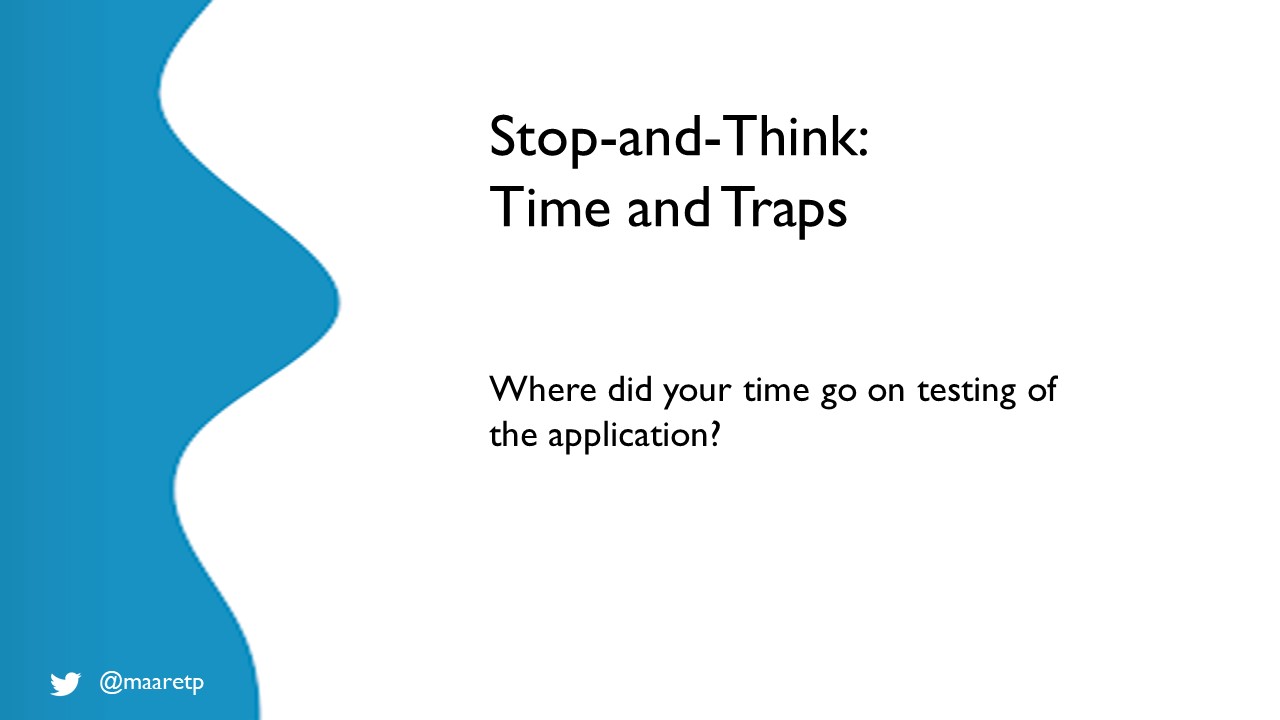 Stop-and-Think:
Time and Traps
Where did your time go on testing of
the application?
@maaretp